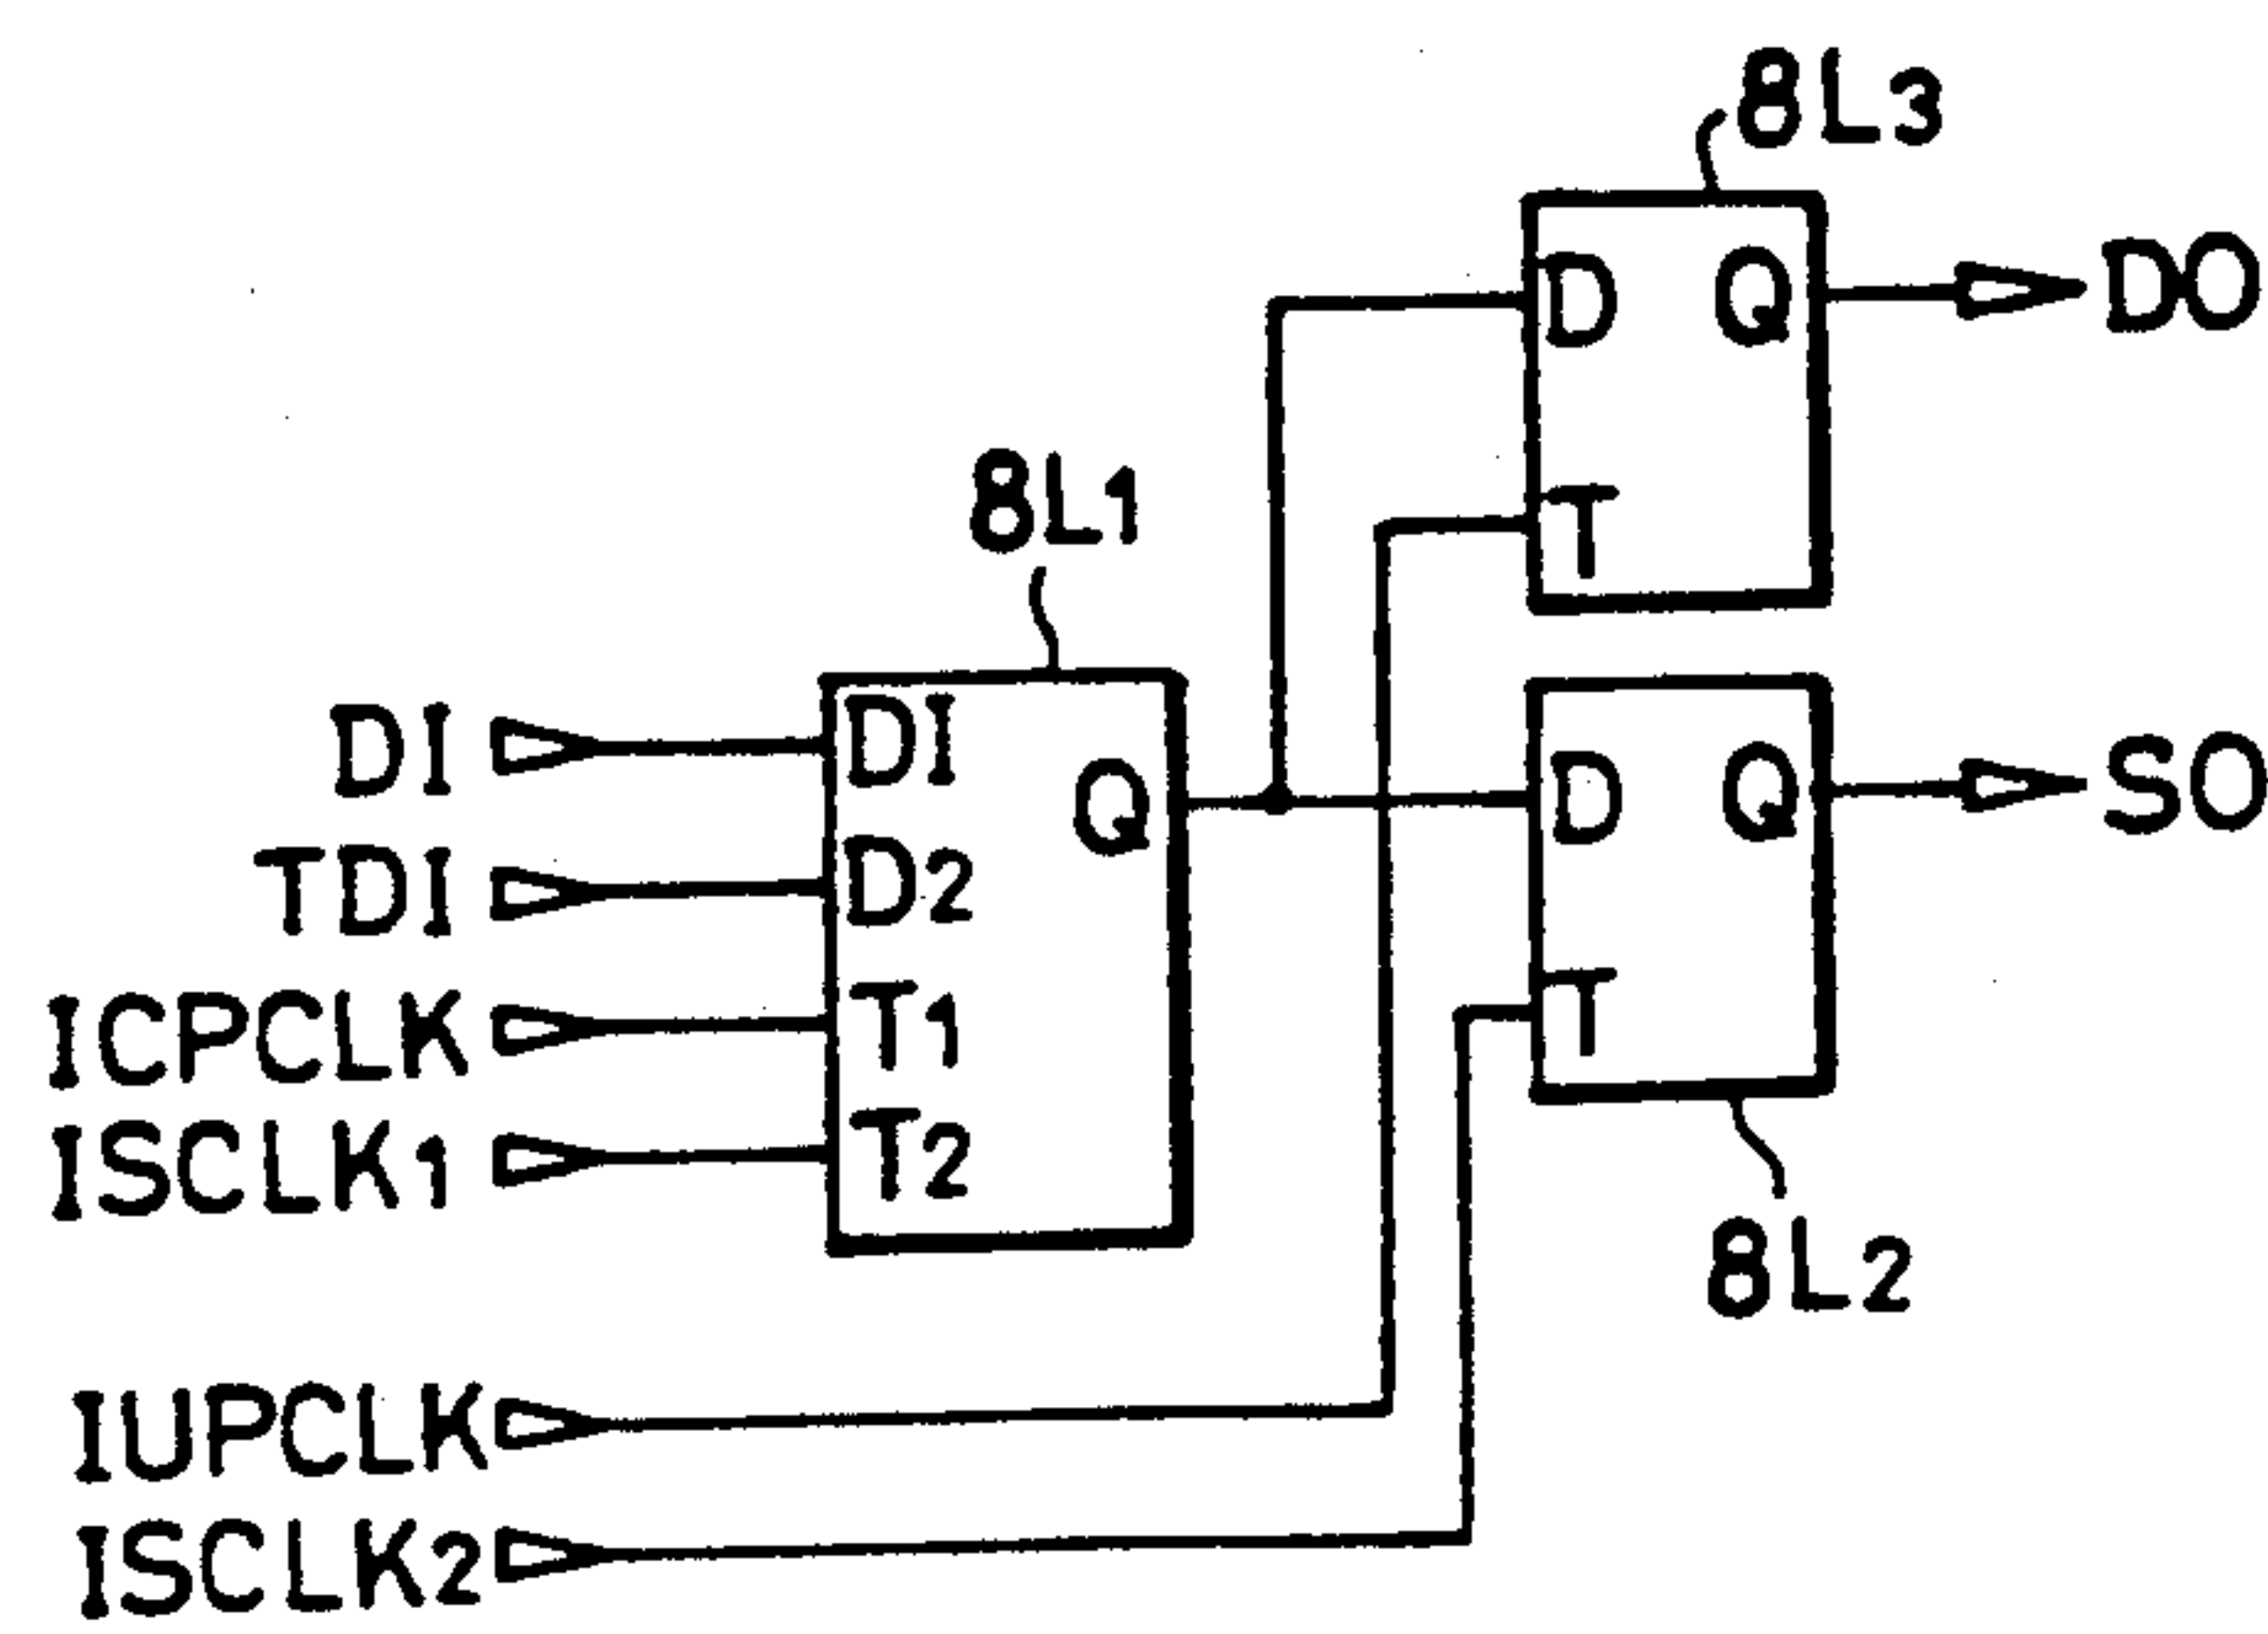 8L3
D Q DO
T
8L1
DI DI
Q
D Q SO
TDI D2
ICPCLK T1
T
ISCLK1 T2
8L2
IUPCLK
ISCLK2